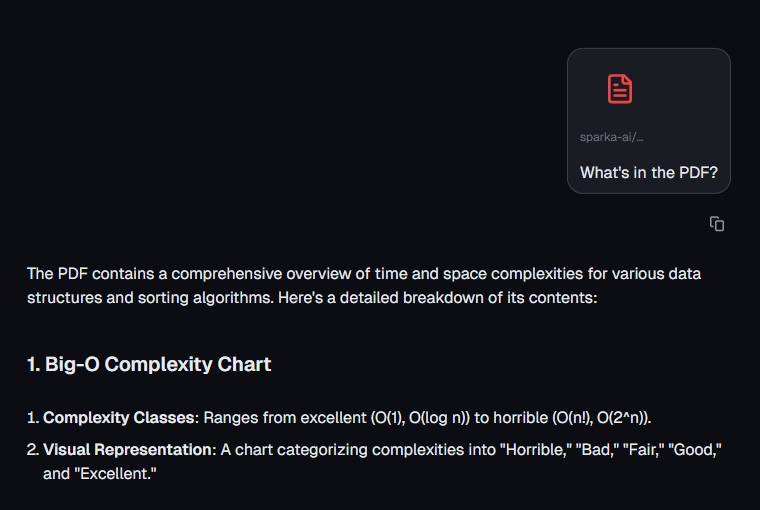 sparka-ai/...
What's in the PDF?
The PDF contains a comprehensive overview of time and space complexities for various data
structures and sorting algorithms. Here's a detailed breakdown of its contents:
1. Big-O Complexity Chart
1. Complexity Classes: Ranges from excellent (O(1), O(log n)) to horrible (O(n!), O(2^n)).
2. Visual Representation: A chart categorizing complexities into "Horrible," "Bad," "Fair," "Good,"
and "Excellent."